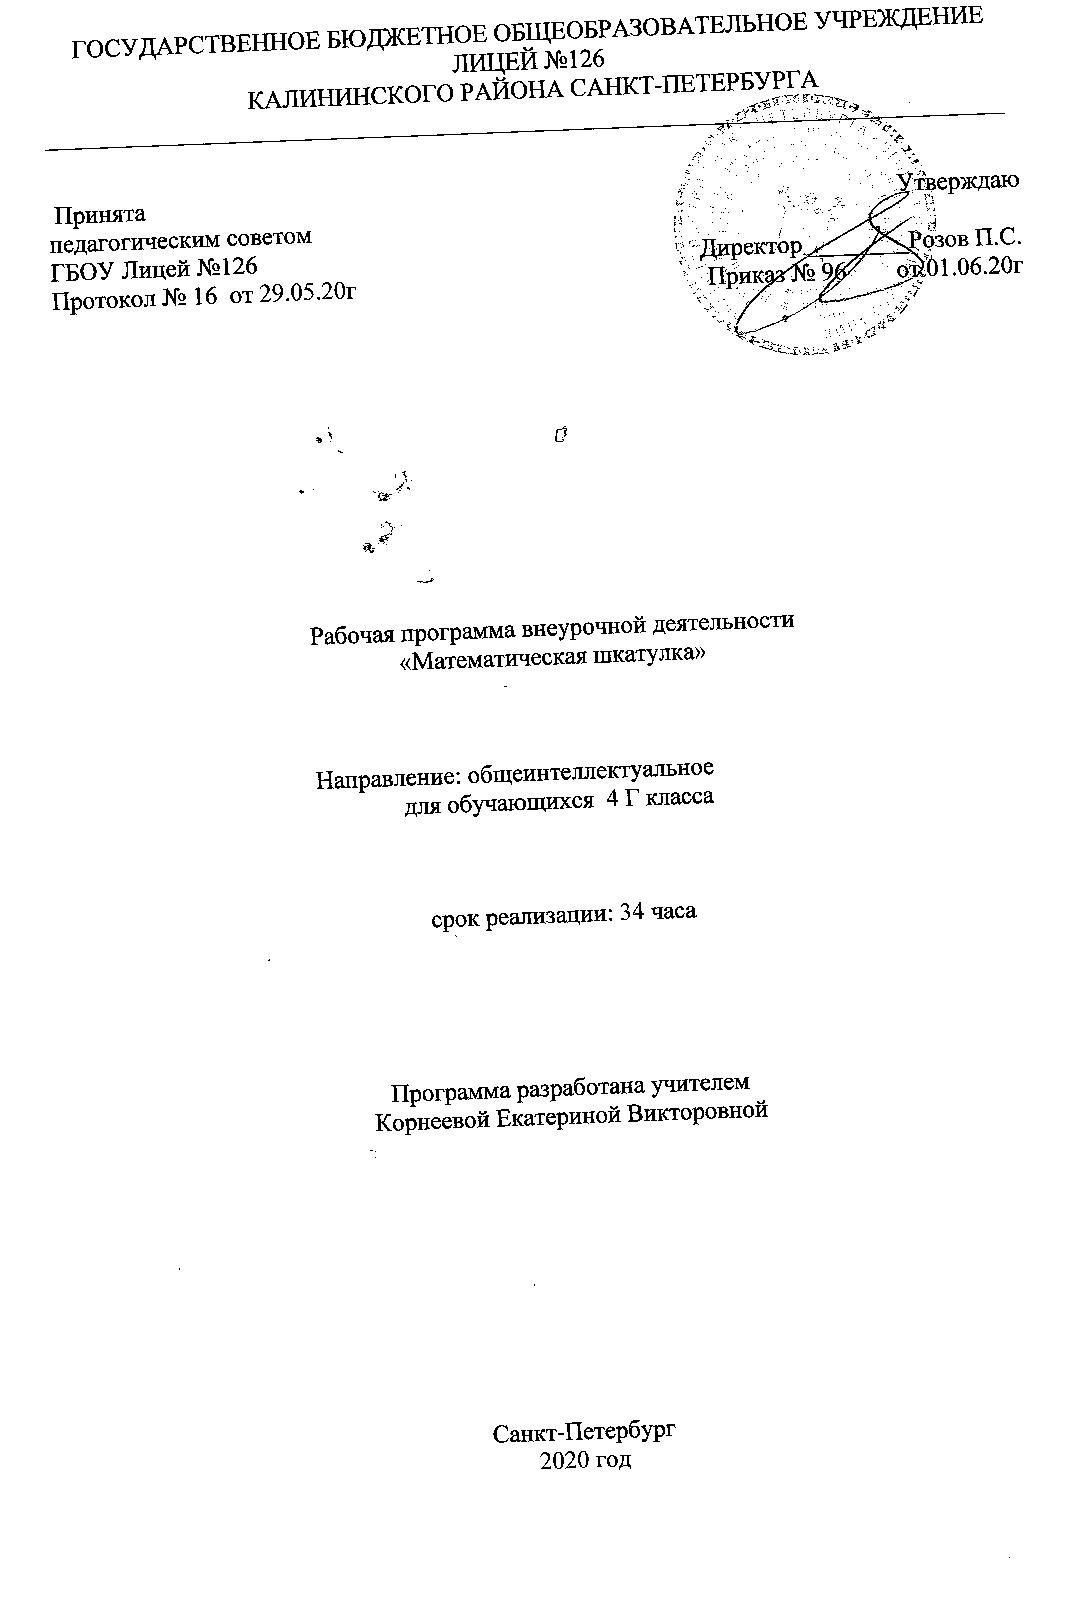 ГОСУДАРСТВЕННОЕ БЮДЖЕТНОЕ ОБЩЕОБРАЗОВАТЕЛЬНОЕ УЧРЕЖДЕНИЕ
ЛИЦЕЙ №126
КАЛИНИНСКОГО РАЙОНА САНКТ-ПЕТЕРБУРГА
Принята
педагогическим советом
ГБОУ Лицей №126
Протокол № 16 от 29.05.20г
Утверждаю
Директор Розов П.С.
Приказ № 96 от 01.06.20г
Рабочая программа внеурочной деятельности
«Математическая шкатулка»
Направление: общеинтеллектуальное
для обучающихся 4 Г класса
срок реализации: 34 часа
Программа разработана учителем
Корнеевой Екатериной Викторовной
Санкт-Петербург
2020 год